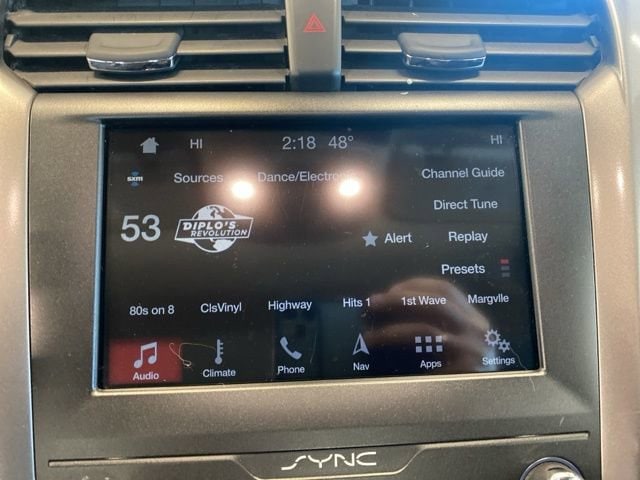 HI 2:18 48° HI
sxm Sources Dance/Electronic Channel Guide
Direct Tune
53 DIPLO'S REVOLUTION Alert Replay
Presets
80s on 8 ClsVinyl Highway Hits 1 1st Wave Margvlle
Audio Climate Phone Nav Apps Settings
SYNC